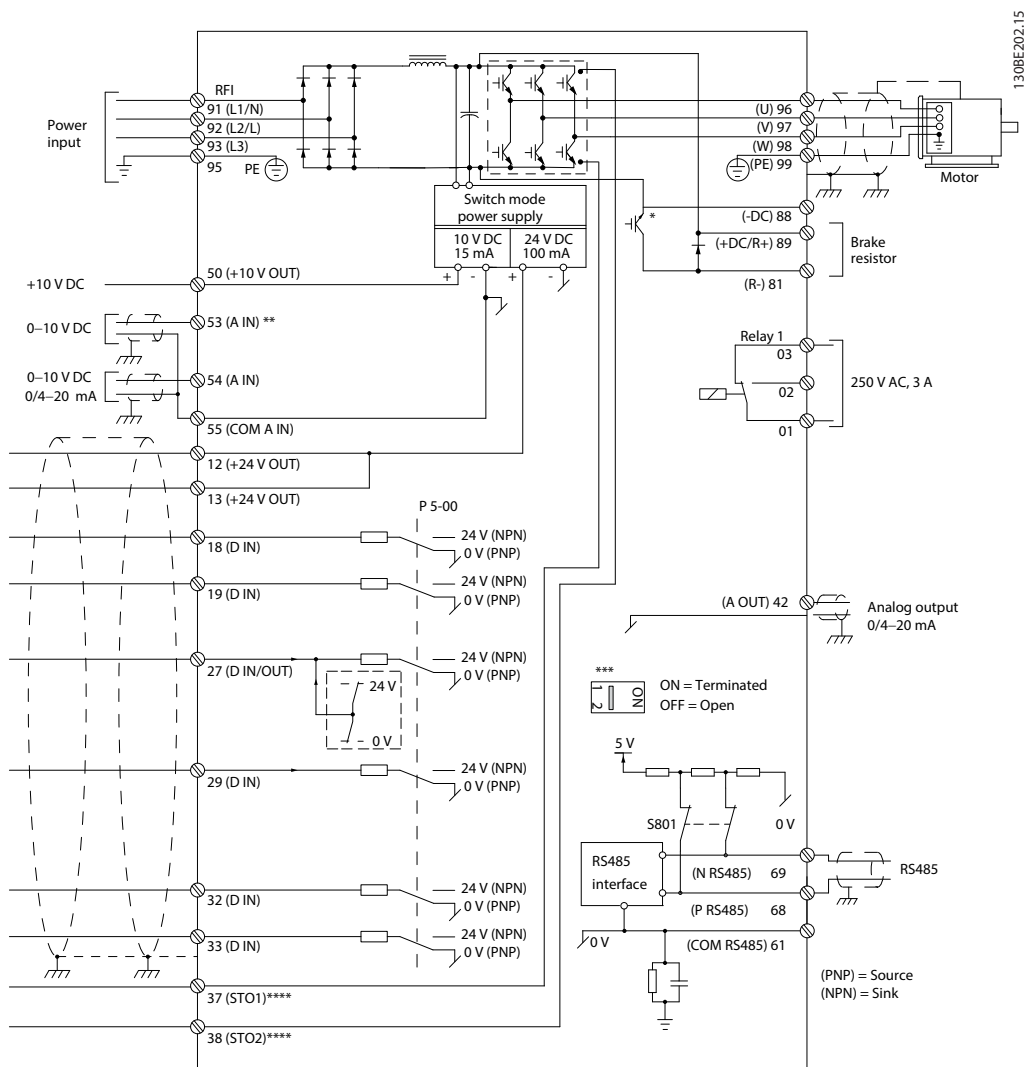 130BE202.15
RFI
91 (L1/N)
92 (L2/L)
93 (L3)
95
PE
Power
input
(U) 96
(V) 97
(W) 98
(PE) 99
Motor
Switch mode
power supply
10 V DC
15 mA
24 V DC
100 mA
+ - + -
*
(-DC) 88
(+DC/R+) 89
(R-) 81
Brake
resistor
+10 V DC
50 (+10 V OUT)
0–10 V DC
53 (A IN) **
0–10 V DC
0/4–20 mA
54 (A IN)
55 (COM A IN)
Relay 1
03
02
01
250 V AC, 3 A
12 (+24 V OUT)
13 (+24 V OUT)
P 5-00
18 (D IN)
24 V (NPN)
0 V (PNP)
19 (D IN)
24 V (NPN)
0 V (PNP)
27 (D IN/OUT)
24 V (NPN)
0 V (PNP)
24 V
0 V
29 (D IN)
24 V (NPN)
0 V (PNP)
32 (D IN)
24 V (NPN)
0 V (PNP)
33 (D IN)
24 V (NPN)
0 V (PNP)
37 (STO1)****
38 (STO2)****
(A OUT) 42
Analog output
0/4–20 mA
***
1 2 ON
ON = Terminated
OFF = Open
5 V
S801
0 V
RS485
interface
(N RS485) 69
(P RS485) 68
RS485
0 V
(COM RS485) 61
(PNP) = Source
(NPN) = Sink